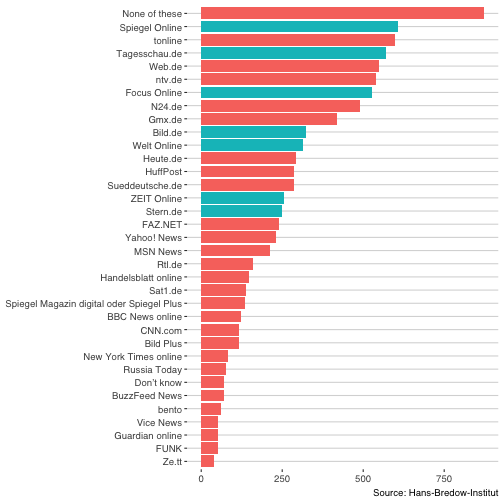 None of these
Spiegel Online
tonline
Tagesschau.de
Web.de
ntv.de
Focus Online
N24.de
Gmx.de
Bild.de
Welt Online
Heute.de
HuffPost
Sueddeutsche.de
ZEIT Online
Stern.de
FAZ.NET
Yahoo! News
MSN News
Rtl.de
Handelsblatt online
Sat1.de
Spiegel Magazin digital oder Spiegel Plus
BBC News online
CNN.com
Bild Plus
New York Times online
Russia Today
Don't know
BuzzFeed News
bento
Vice News
Guardian online
FUNK
Ze.tt
0 250 500 750
Source: Hans-Bredow-Institut